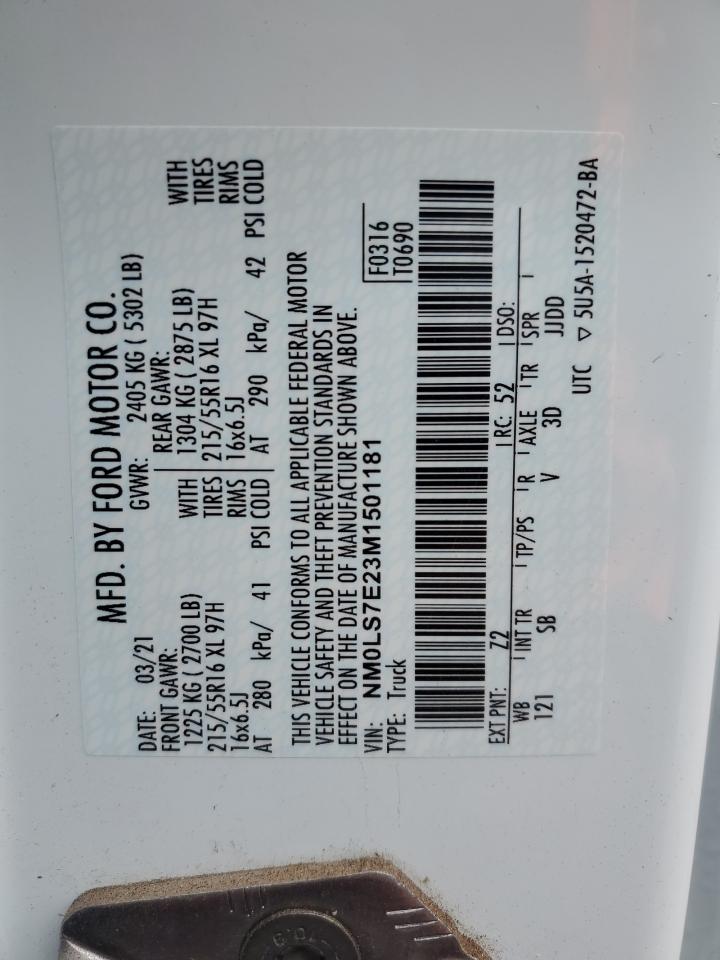 MFD. BY FORD MOTOR CO.
DATE: 03/21 GVWR: 2405 KG ( 5302 LB)
FRONT GAWR: REAR GAWR:
1225 KG ( 2700 LB) WITH 1304 KG ( 2875 LB) WITH
215/55R16 XL 97H TIRES 215/55R16 XL 97H TIRES
16x6.5J RIMS 16x6.5J RIMS
AT 280 kPa/ 41 PSI COLD AT 290 kPa/ 42 PSI COLD
THIS VEHICLE CONFORMS TO ALL APPLICABLE FEDERAL MOTOR
VEHICLE SAFETY AND THEFT PREVENTION STANDARDS IN
EFFECT ON THE DATE OF MANUFACTURE SHOWN ABOVE.
VIN: NM0LS7E23M1501181 F0316
TYPE: Truck T0690
EXT PNT: Z2 RC: 52 DSO:
WB INT TR TP/PS R AXLE TR SPR
121 SB V 3D JJDD
UTC ▽ 5U5A-1520472-BA